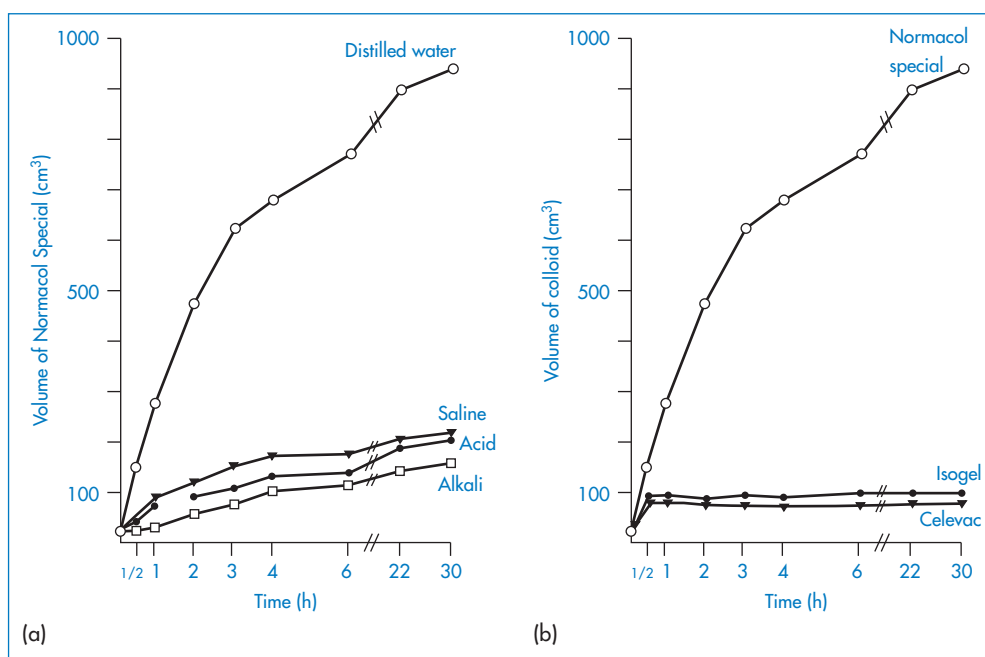 1000
Distilled water
500
Saline
Acid
Alkali
100
Volume of Normacol Special (cm³)
1/2 1 2 3 4 6 22 30
Time (h)
(a)
1000
Normacol
special
500
Isogel
100
Celevac
Volume of colloid (cm³)
1/2 1 2 3 4 6 22 30
Time (h)
(b)